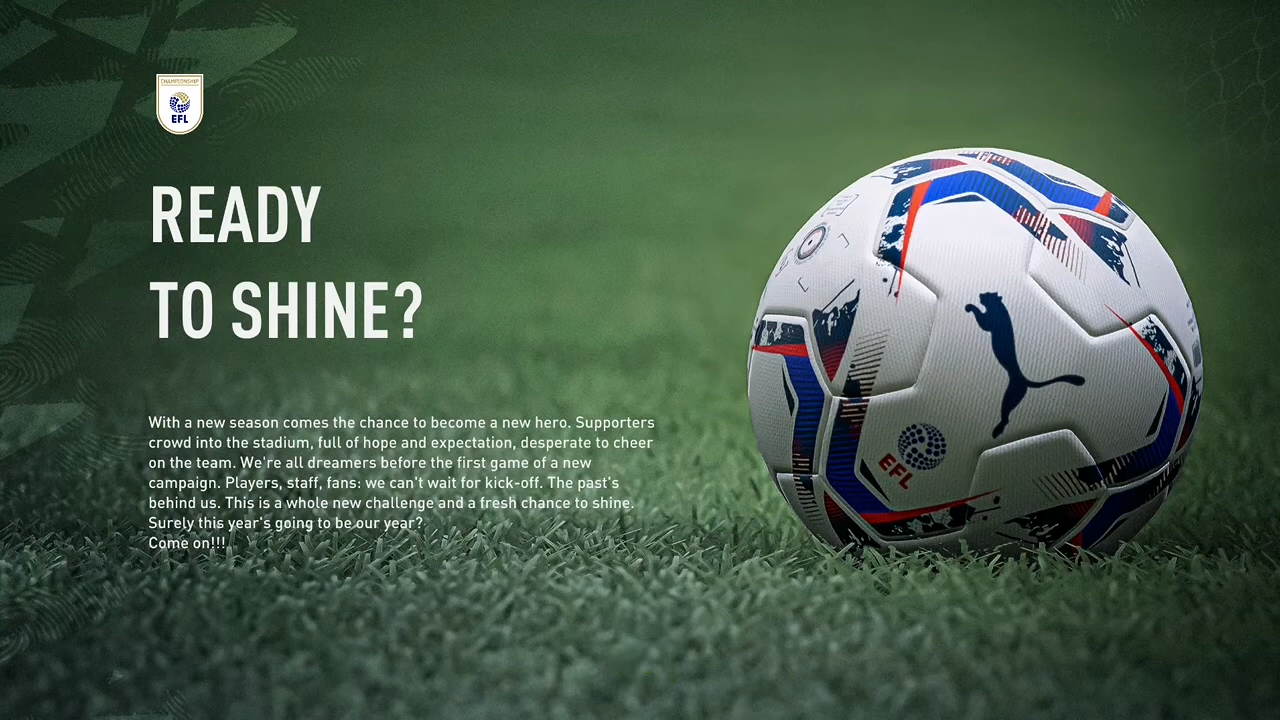 CHAMPIONSHIP
EFL
READY
TO SHINE?
With a new season comes the chance to become a new hero. Supporters
crowd into the stadium, full of hope and expectation, desperate to cheer
on the team. We're all dreamers before the first game of a new
campaign. Players, staff, fans: we can't wait for kick-off. The past's
behind us. This is a whole new challenge and a fresh chance to shine.
Surely this year's going to be our year?
Come on!!!
EFL